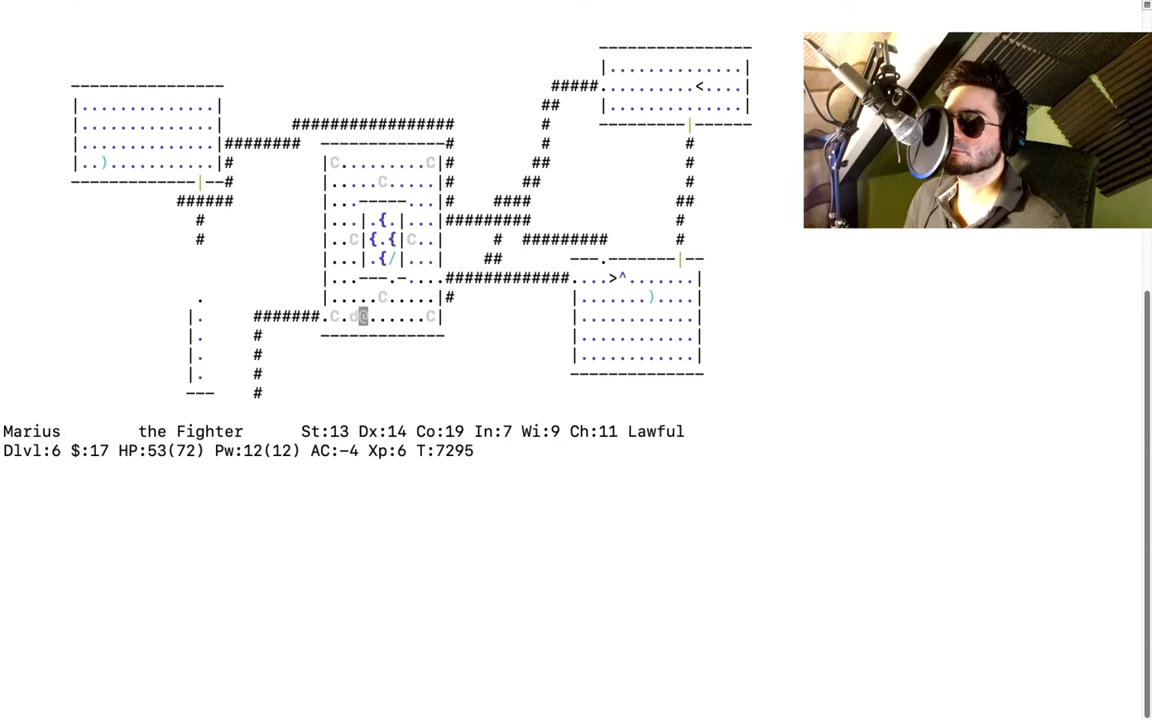 ----------------
---------------- |..............|
|..............| #####.........<....|
|..............| ################# ## |..............|
|..............|######## -------------- # ---------|------
|..)...........|# |C.........C|# ## #
-------------|--# |.....C.....|# ## #
###### |...-----...|# #### ##
# |...|.{.|...|######### #
# |..C|{.{|C..| # ######### #
|.{/|...| ## ---.-------|--
|...---.-....#############....>^.......|
. |.....C.....|# |.......)....|
|. #######.C.d@......C| |............|
|. # ------------- |............|
|. # |............|
|. # --------------
--- #
Marius the Fighter St:13 Dx:14 Co:19 In:7 Wi:9 Ch:11 Lawful
Dlvl:6 $:17 HP:53(72) Pw:12(12) AC:-4 Xp:6 T:7295